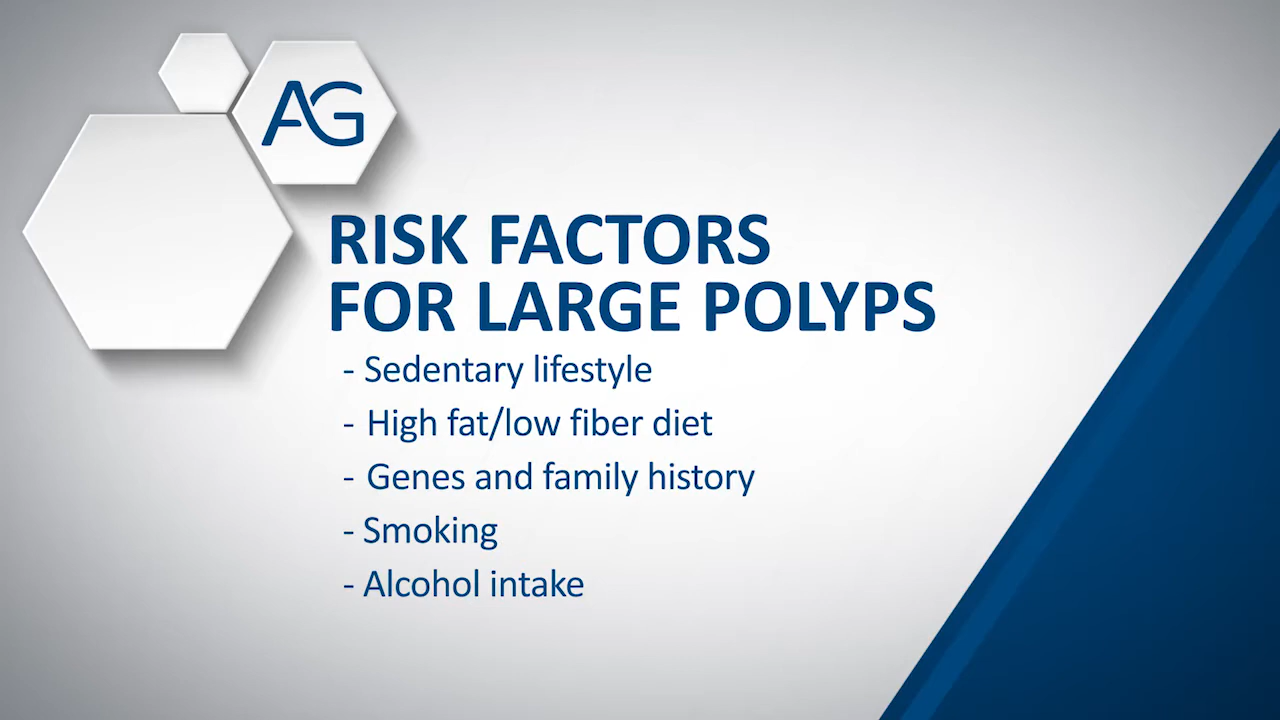 AG
RISK FACTORS
FOR LARGE POLYPS
- Sedentary lifestyle
- High fat/low fiber diet
- Genes and family history
- Smoking
- Alcohol intake